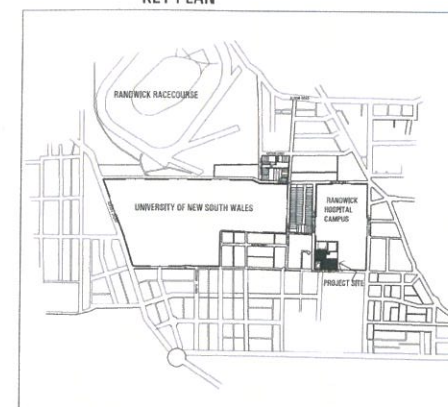 KEY PLAN
RANDWICK RACECOURSE
UNIVERSITY OF NEW SOUTH WALES
RANDWICK
HOSPITAL
CAMPUS
PROJECT SITE